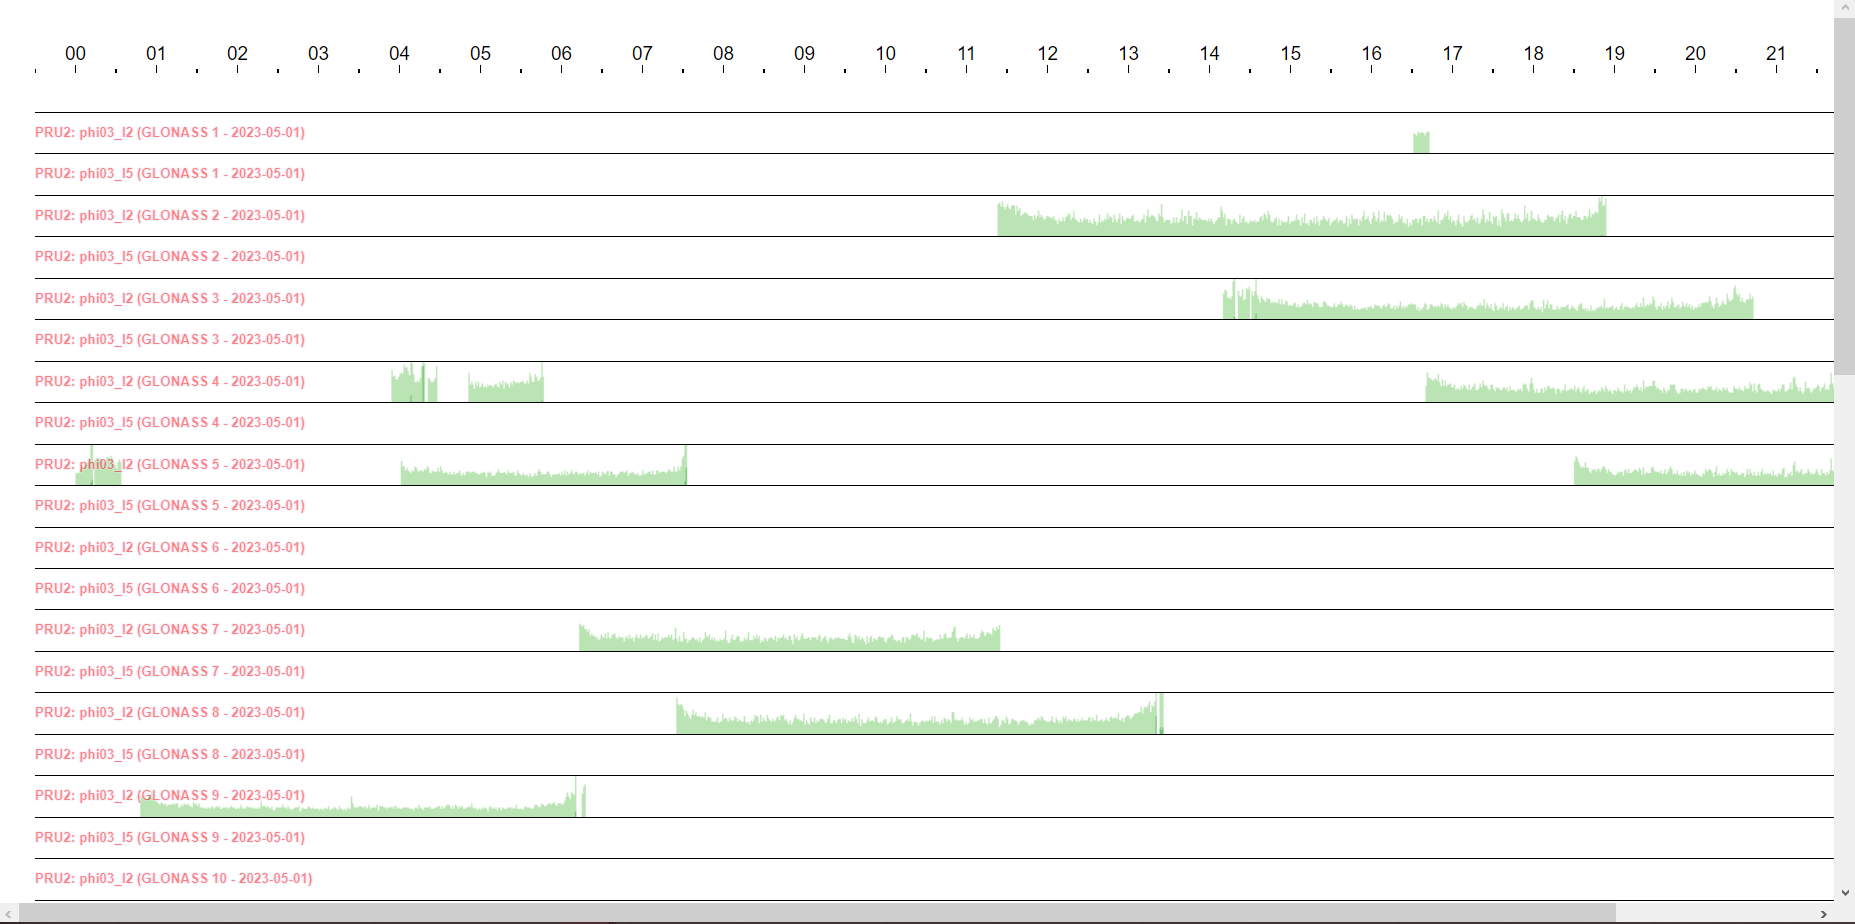 00 01 02 03 04 05 06 07 08 09 10 11 12 13 14 15 16 17 18 19 20 21
PRU2: phi03_l2 (GLONASS 1 - 2023-05-01)
PRU2: phi03_l5 (GLONASS 1 - 2023-05-01)
PRU2: phi03_l2 (GLONASS 2 - 2023-05-01)
PRU2: phi03_l5 (GLONASS 2 - 2023-05-01)
PRU2: phi03_l2 (GLONASS 3 - 2023-05-01)
PRU2: phi03_l5 (GLONASS 3 - 2023-05-01)
PRU2: phi03_l2 (GLONASS 4 - 2023-05-01)
PRU2: phi03_l5 (GLONASS 4 - 2023-05-01)
PRU2: phi03_l2 (GLONASS 5 - 2023-05-01)
PRU2: phi03_l5 (GLONASS 5 - 2023-05-01)
PRU2: phi03_l2 (GLONASS 6 - 2023-05-01)
PRU2: phi03_l5 (GLONASS 6 - 2023-05-01)
PRU2: phi03_l2 (GLONASS 7 - 2023-05-01)
PRU2: phi03_l5 (GLONASS 7 - 2023-05-01)
PRU2: phi03_l2 (GLONASS 8 - 2023-05-01)
PRU2: phi03_l5 (GLONASS 8 - 2023-05-01)
PRU2: phi03_l2 (GLONASS 9 - 2023-05-01)
PRU2: phi03_l5 (GLONASS 9 - 2023-05-01)
PRU2: phi03_l2 (GLONASS 10 - 2023-05-01)